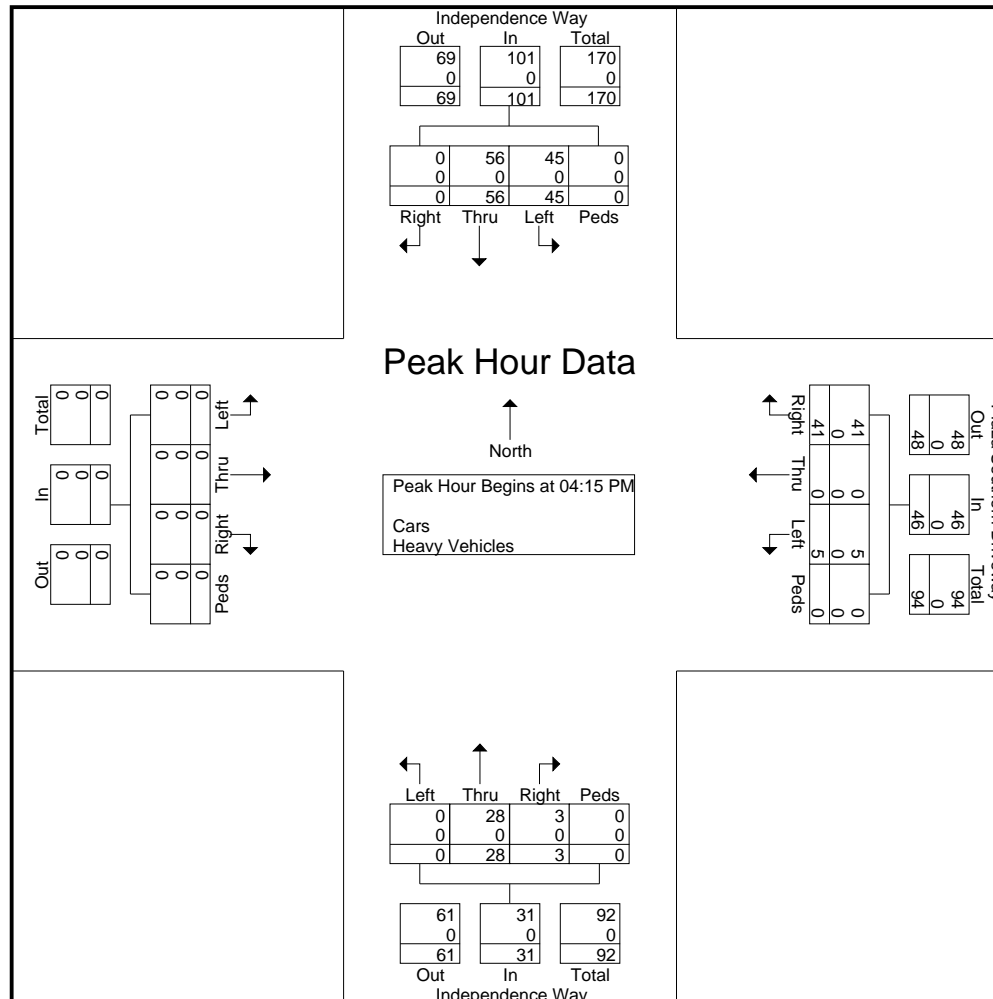 Independence Way
Out In Total
69 101 170
0 0 0
69 101 170
0 56 45 0
0 0 0 0
0 56 45 0
Right Thru Left Peds
Peak Hour Data
North
Peak Hour Begins at 04:15 PM
Cars
Heavy Vehicles
Total
0 0 0
In
0 0 0
Out
0 0 0
Left
0 0 0
Thru
0 0 0
Right
0 0 0
Peds
0 0 0
Right
41 0 41
Thru
0 0 0
Left
5 0 5
Peds
0 0 0
Out
48 0 48
In
46 0 46
Total
94 0 94
Left Thru Right Peds
0 28 3 0
0 0 0 0
0 28 3 0
61 31 92
0 0 0
61 31 92
Out In Total
Independence Way